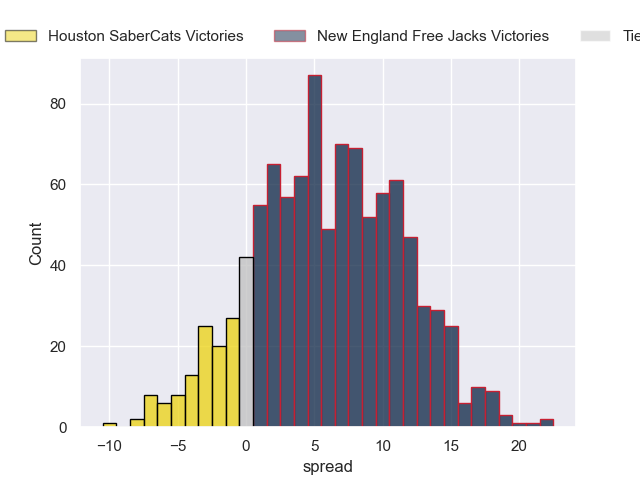 Houston SaberCats Victories New England Free Jacks Victories Tie
80
60
40
20
0
Count
−10 −5 0 5 10 15 20
spread